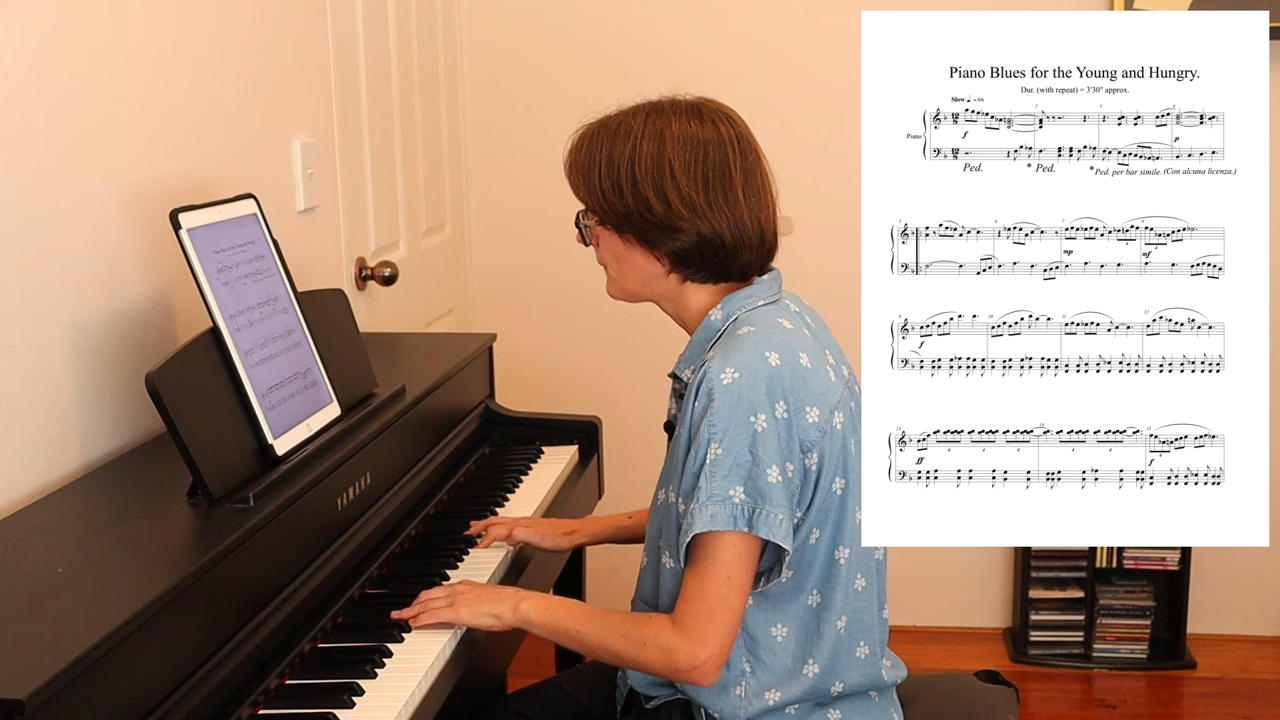 Piano Blues for the Young and Hungry.
Dur. (with repeat) = 3'30" approx.
Slow ♩. = 66
Piano
f
p
Ped.
* Ped.
* Ped. per bar simile. (Con alcuna licenza.)
mp
mf
f
ff
f
YAMAHA